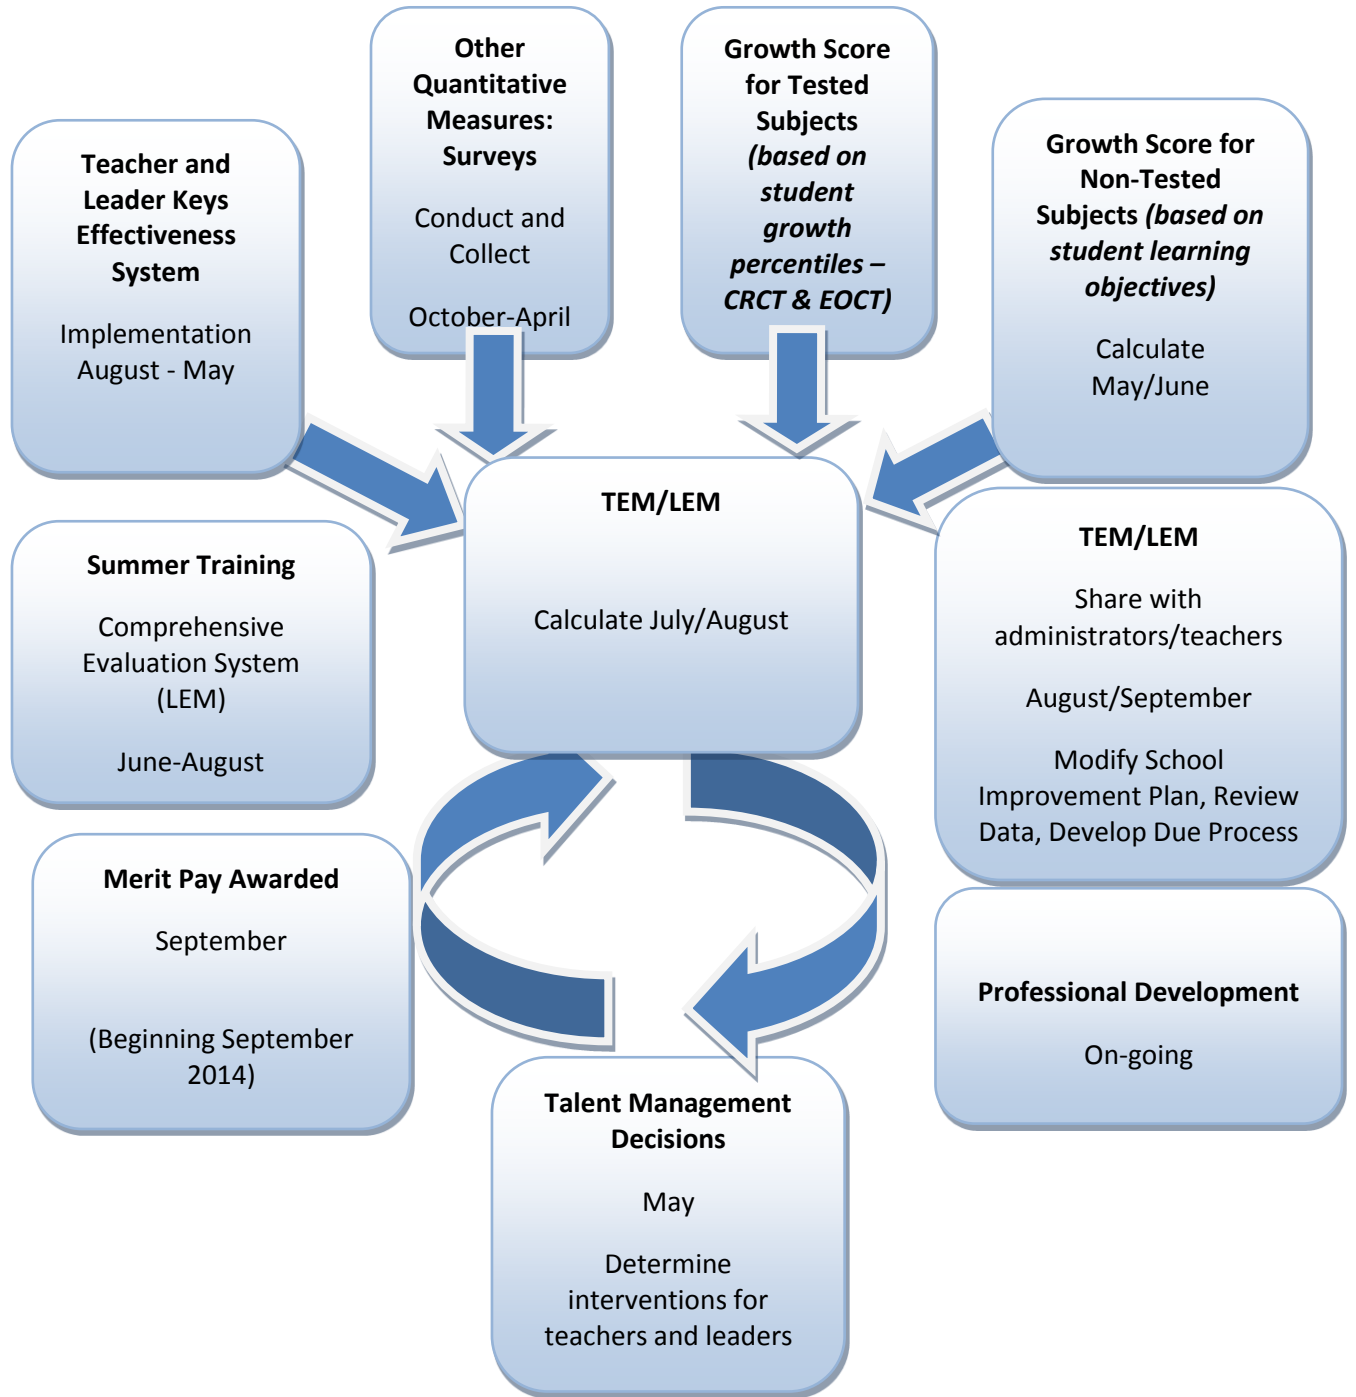 Teacher and
Leader Keys
Effectiveness
System
Implementation
August - May
Other
Quantitative
Measures:
Surveys
Conduct and
Collect
October-April
Growth Score
for Tested
Subjects
(based on
student
growth
percentiles –
CRCT & EOCT)
Growth Score for
Non-Tested
Subjects (based on
student learning
objectives)
Calculate
May/June
TEM/LEM
Calculate July/August
Summer Training
Comprehensive
Evaluation System
(LEM)
June-August
TEM/LEM
Share with
administrators/teachers
August/September
Modify School
Improvement Plan, Review
Data, Develop Due Process
Merit Pay Awarded
September
(Beginning September
2014)
Professional Development
On-going
Talent Management
Decisions
May
Determine
interventions for
teachers and leaders